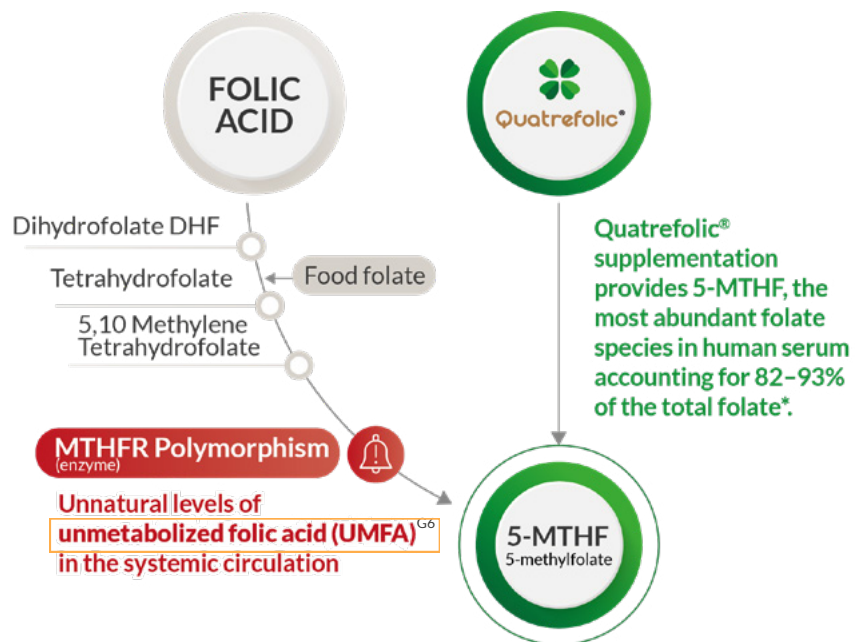 FOLIC
ACID
Quatrefolic®
Dihydrofolate DHF
Tetrahydrofolate
Food folate
5,10 Methylene
Tetrahydrofolate
Quatrefolic®
supplementation
provides 5-MTHF, the
most abundant folate
species in human serum
accounting for 82–93%
of the total folate*.
MTHFR Polymorphism
(enzyme)
Unnatural levels of
unmetabolized folic acid (UMFA) G6
in the systemic circulation
5-MTHF
5-methylfolate